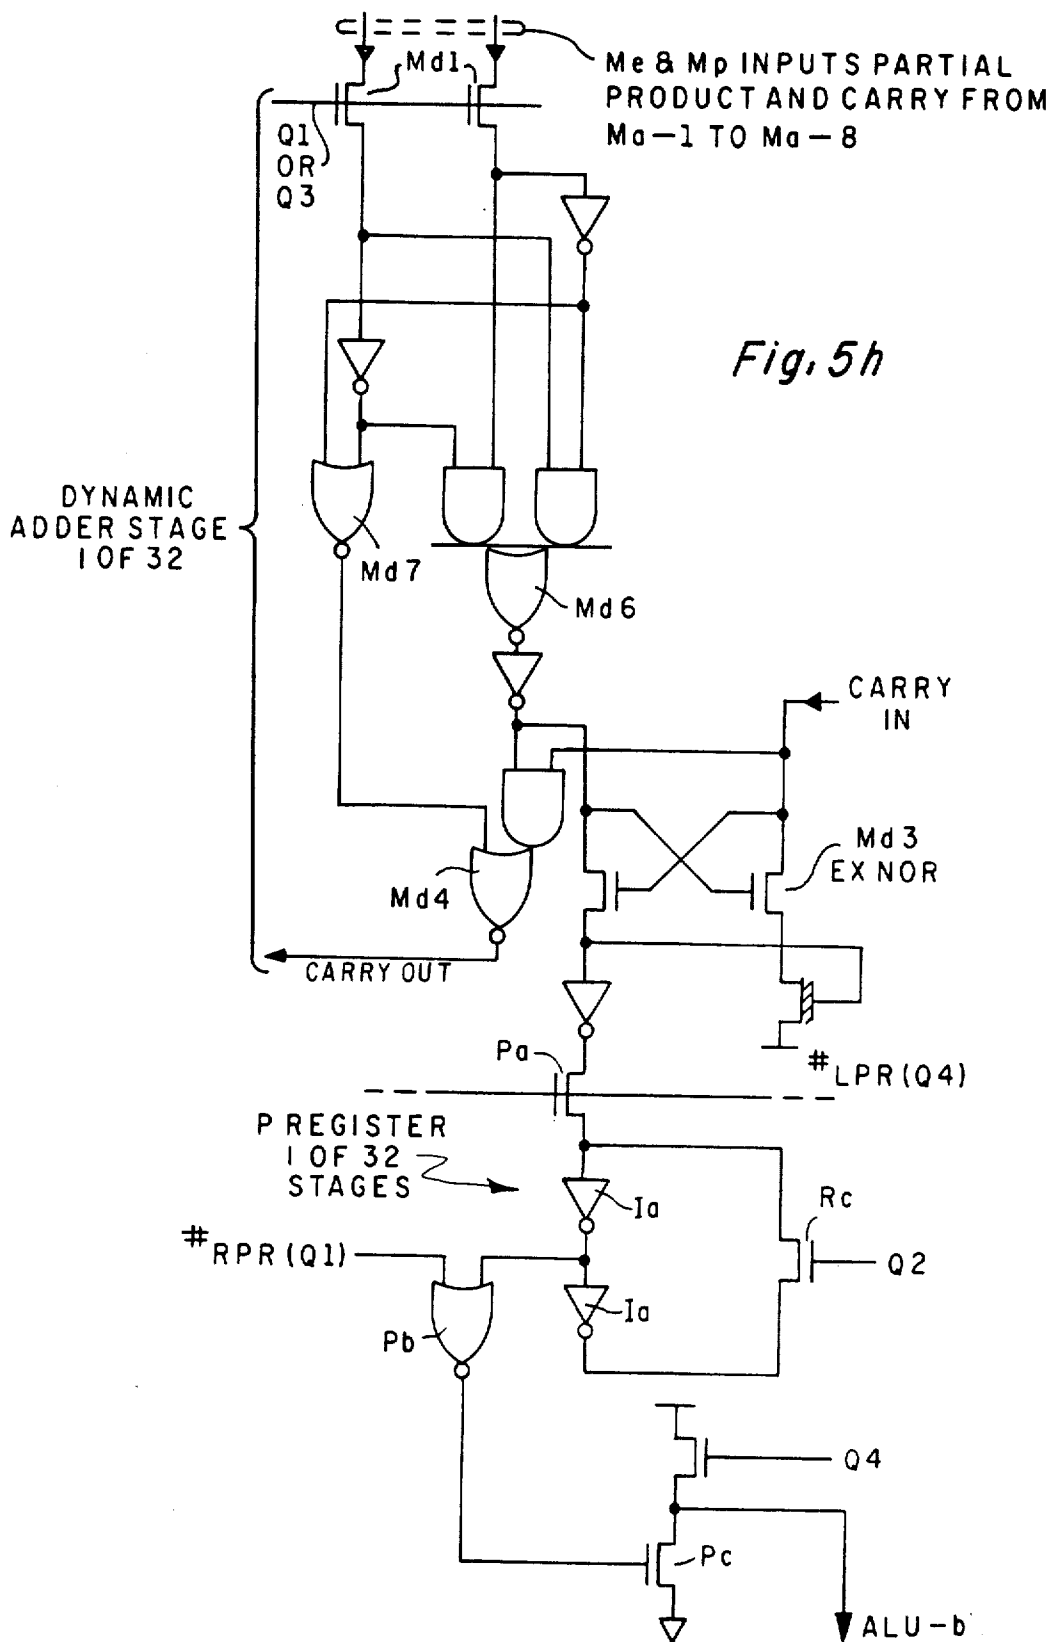 Md1
Me & Mp INPUTS PARTIAL
PRODUCT AND CARRY FROM
Ma-1 TO Ma-8
Q1
OR
Q3
Fig. 5h
DYNAMIC
ADDER STAGE
1 OF 32
Md7
Md6
CARRY
IN
Md3
EX NOR
Md4
CARRY OUT
Pa
#LPR(Q4)
P REGISTER
1 OF 32
STAGES
Ia
Rc
#RPR(Q1)
Q2
Ia
Pb
Q4
Pc
ALU-b